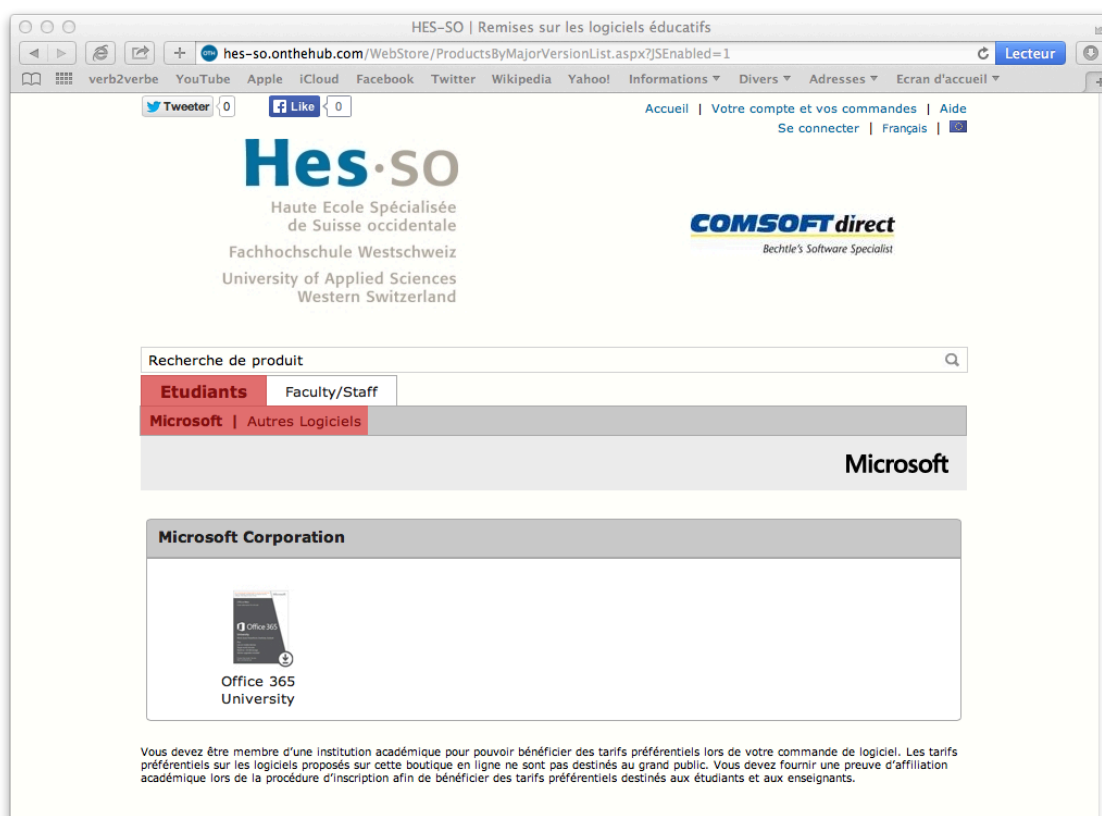 HES-SO | Remises sur les logiciels éducatifs
hes-so.onthehub.com/WebStore/ProductsByMajorVersionList.aspx?JSEnabled=1
Lecteur
verb2verbe YouTube Apple iCloud Facebook Twitter Wikipedia Yahoo! Informations Divers Adresses Ecran d'accueil
Tweeter 0 Like 0
Accueil | Votre compte et vos commandes | Aide
Se connecter | Français |
Hes·so
Haute Ecole Spécialisée
de Suisse occidentale
Fachhochschule Westschweiz
University of Applied Sciences
Western Switzerland
COMSOFT direct
Bechtle's Software Specialist
Recherche de produit
Etudiants Faculty/Staff
Microsoft | Autres Logiciels
Microsoft
Microsoft Corporation
Office 365
Office 365
University
Vous devez être membre d'une institution académique pour pouvoir bénéficier des tarifs préférentiels lors de votre commande de logiciel. Les tarifs
préférentiels sur les logiciels proposés sur cette boutique en ligne ne sont pas destinés au grand public. Vous devez fournir une preuve d'affiliation
académique lors de la procédure d'inscription afin de bénéficier des tarifs préférentiels destinés aux étudiants et aux enseignants.